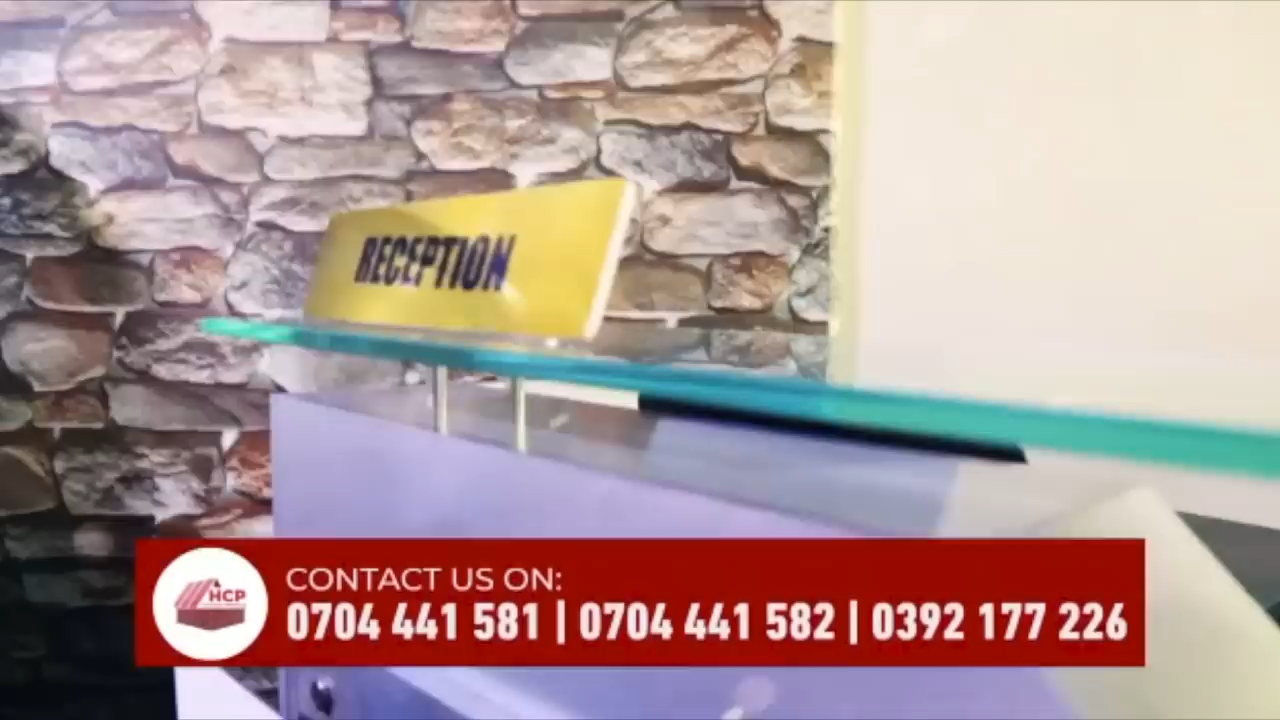 RECEPTION
HCP
CONTACT US ON:
0704 441 581 | 0704 441 582 | 0392 177 226